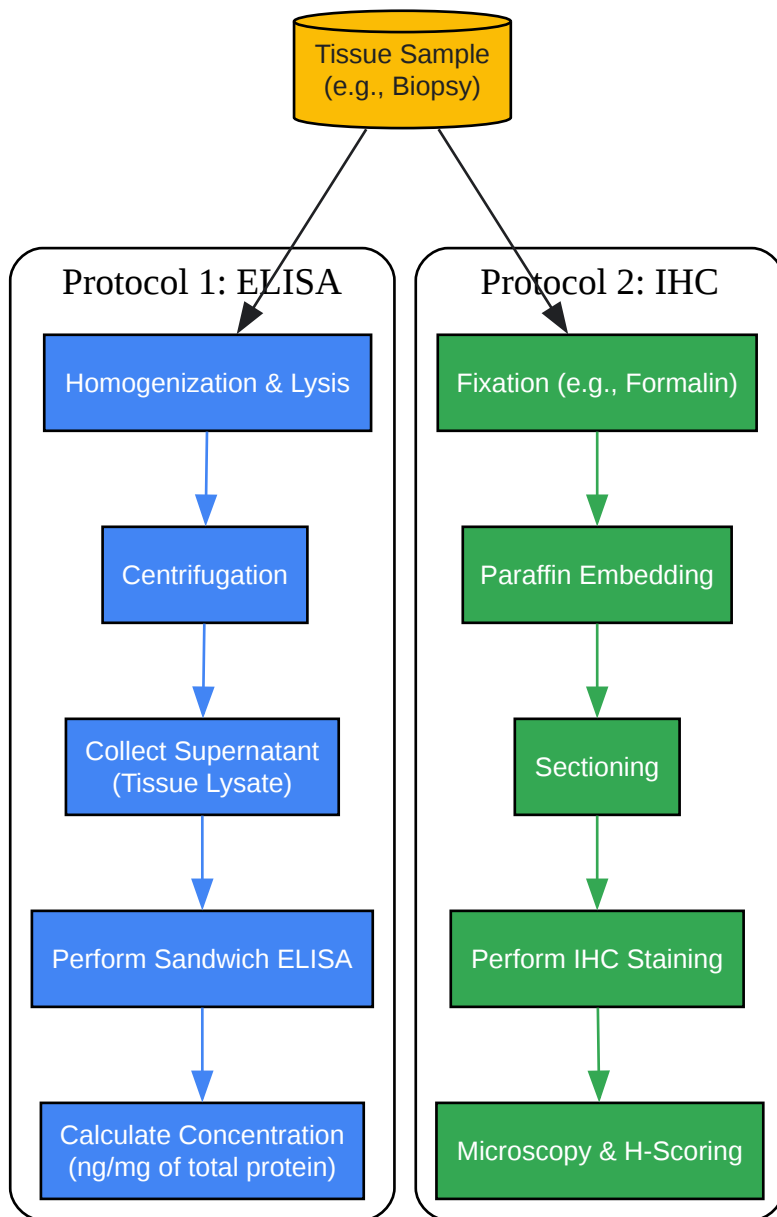 Tissue Sample
(e.g., Biopsy)
Protocol 1: ELISA
Homogenization & Lysis
Centrifugation
Collect Supernatant
(Tissue Lysate)
Perform Sandwich ELISA
Calculate Concentration
(ng/mg of total protein)
Protocol 2: IHC
Fixation (e.g., Formalin)
Paraffin Embedding
Sectioning
Perform IHC Staining
Microscopy & H-Scoring